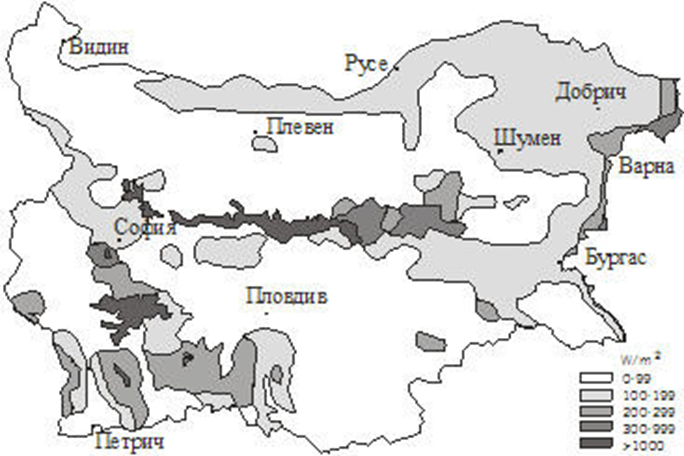 Видин
Русе
Добрич
Плевен
Шумен
Варна
София
Бургас
Пловдив
Петрич
W/m²
0-99
100-199
200-299
300-999
>1000